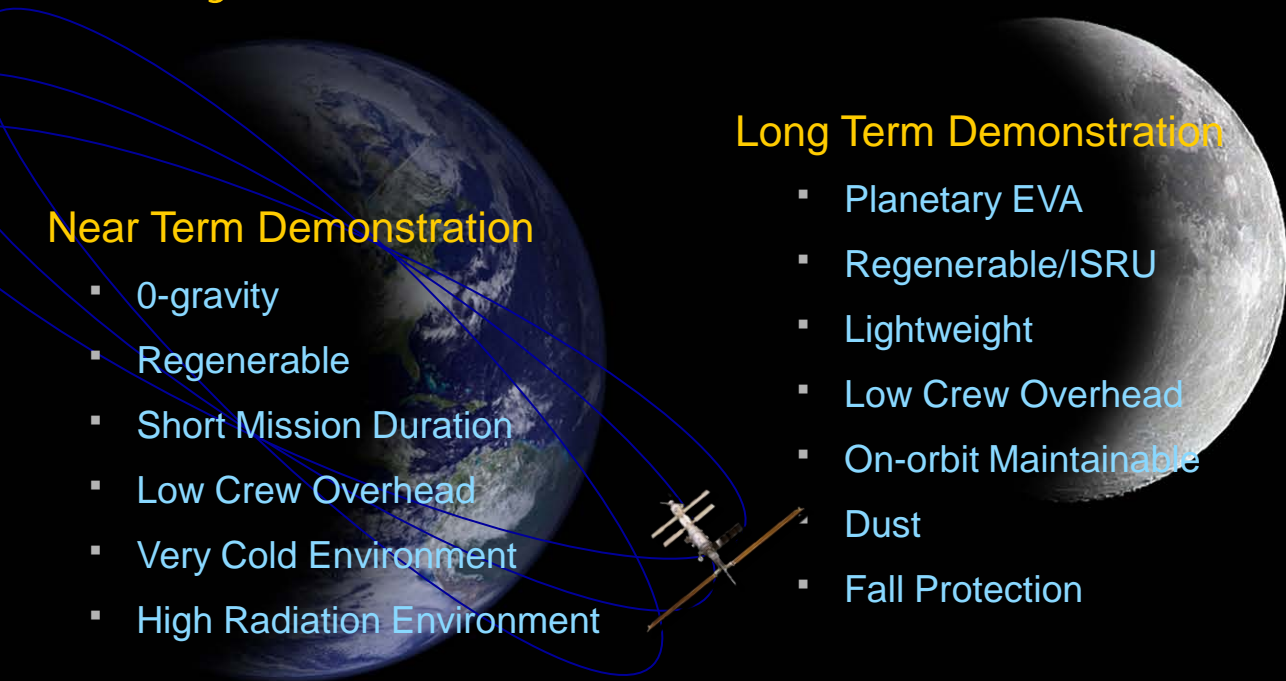 Near Term Demonstration
▪ 0-gravity
▪ Regenerable
▪ Short Mission Duration
▪ Low Crew Overhead
▪ Very Cold Environment
▪ High Radiation Environment
Long Term Demonstration
▪ Planetary EVA
▪ Regenerable/ISRU
▪ Lightweight
▪ Low Crew Overhead
▪ On-orbit Maintainable
▪ Dust
▪ Fall Protection